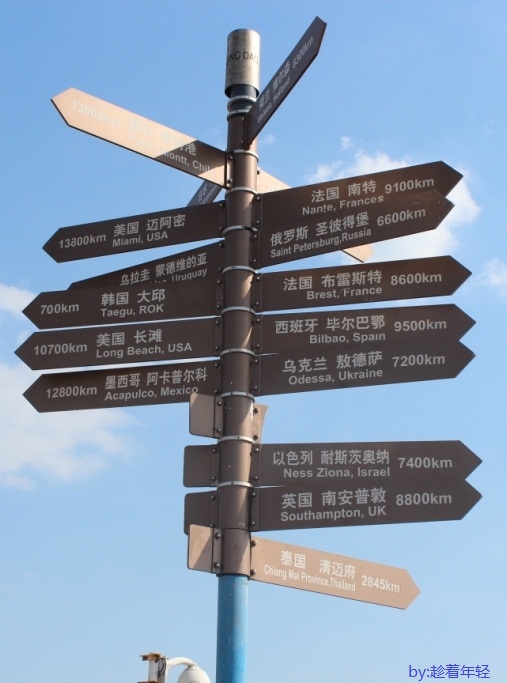 9300km
13600km
法国 南特 9100km
Nante, Frances
美国 迈阿密
13800km Miami, USA
俄罗斯 圣彼得堡 6600km
Saint Petersburg,Russia
乌拉圭 蒙德维的亚
Uruguay
法国 布雷斯特 8600km
Brest, France
韩国 大邱
700km Taegu, ROK
西班牙 毕尔巴鄂 9500km
Bilbao, Spain
美国 长滩
10700km Long Beach, USA
乌克兰 敖德萨 7200km
Odessa, Ukraine
墨西哥 阿卡普尔科
12800km Acapulco, Mexico
以色列 耐斯茨奥纳 7400km
Ness Ziona, Israel
英国 南安普敦 8800km
Southampton, UK
泰国 清迈府 2845km
Chiang Mai Province,Thailand
by:趁着年轻